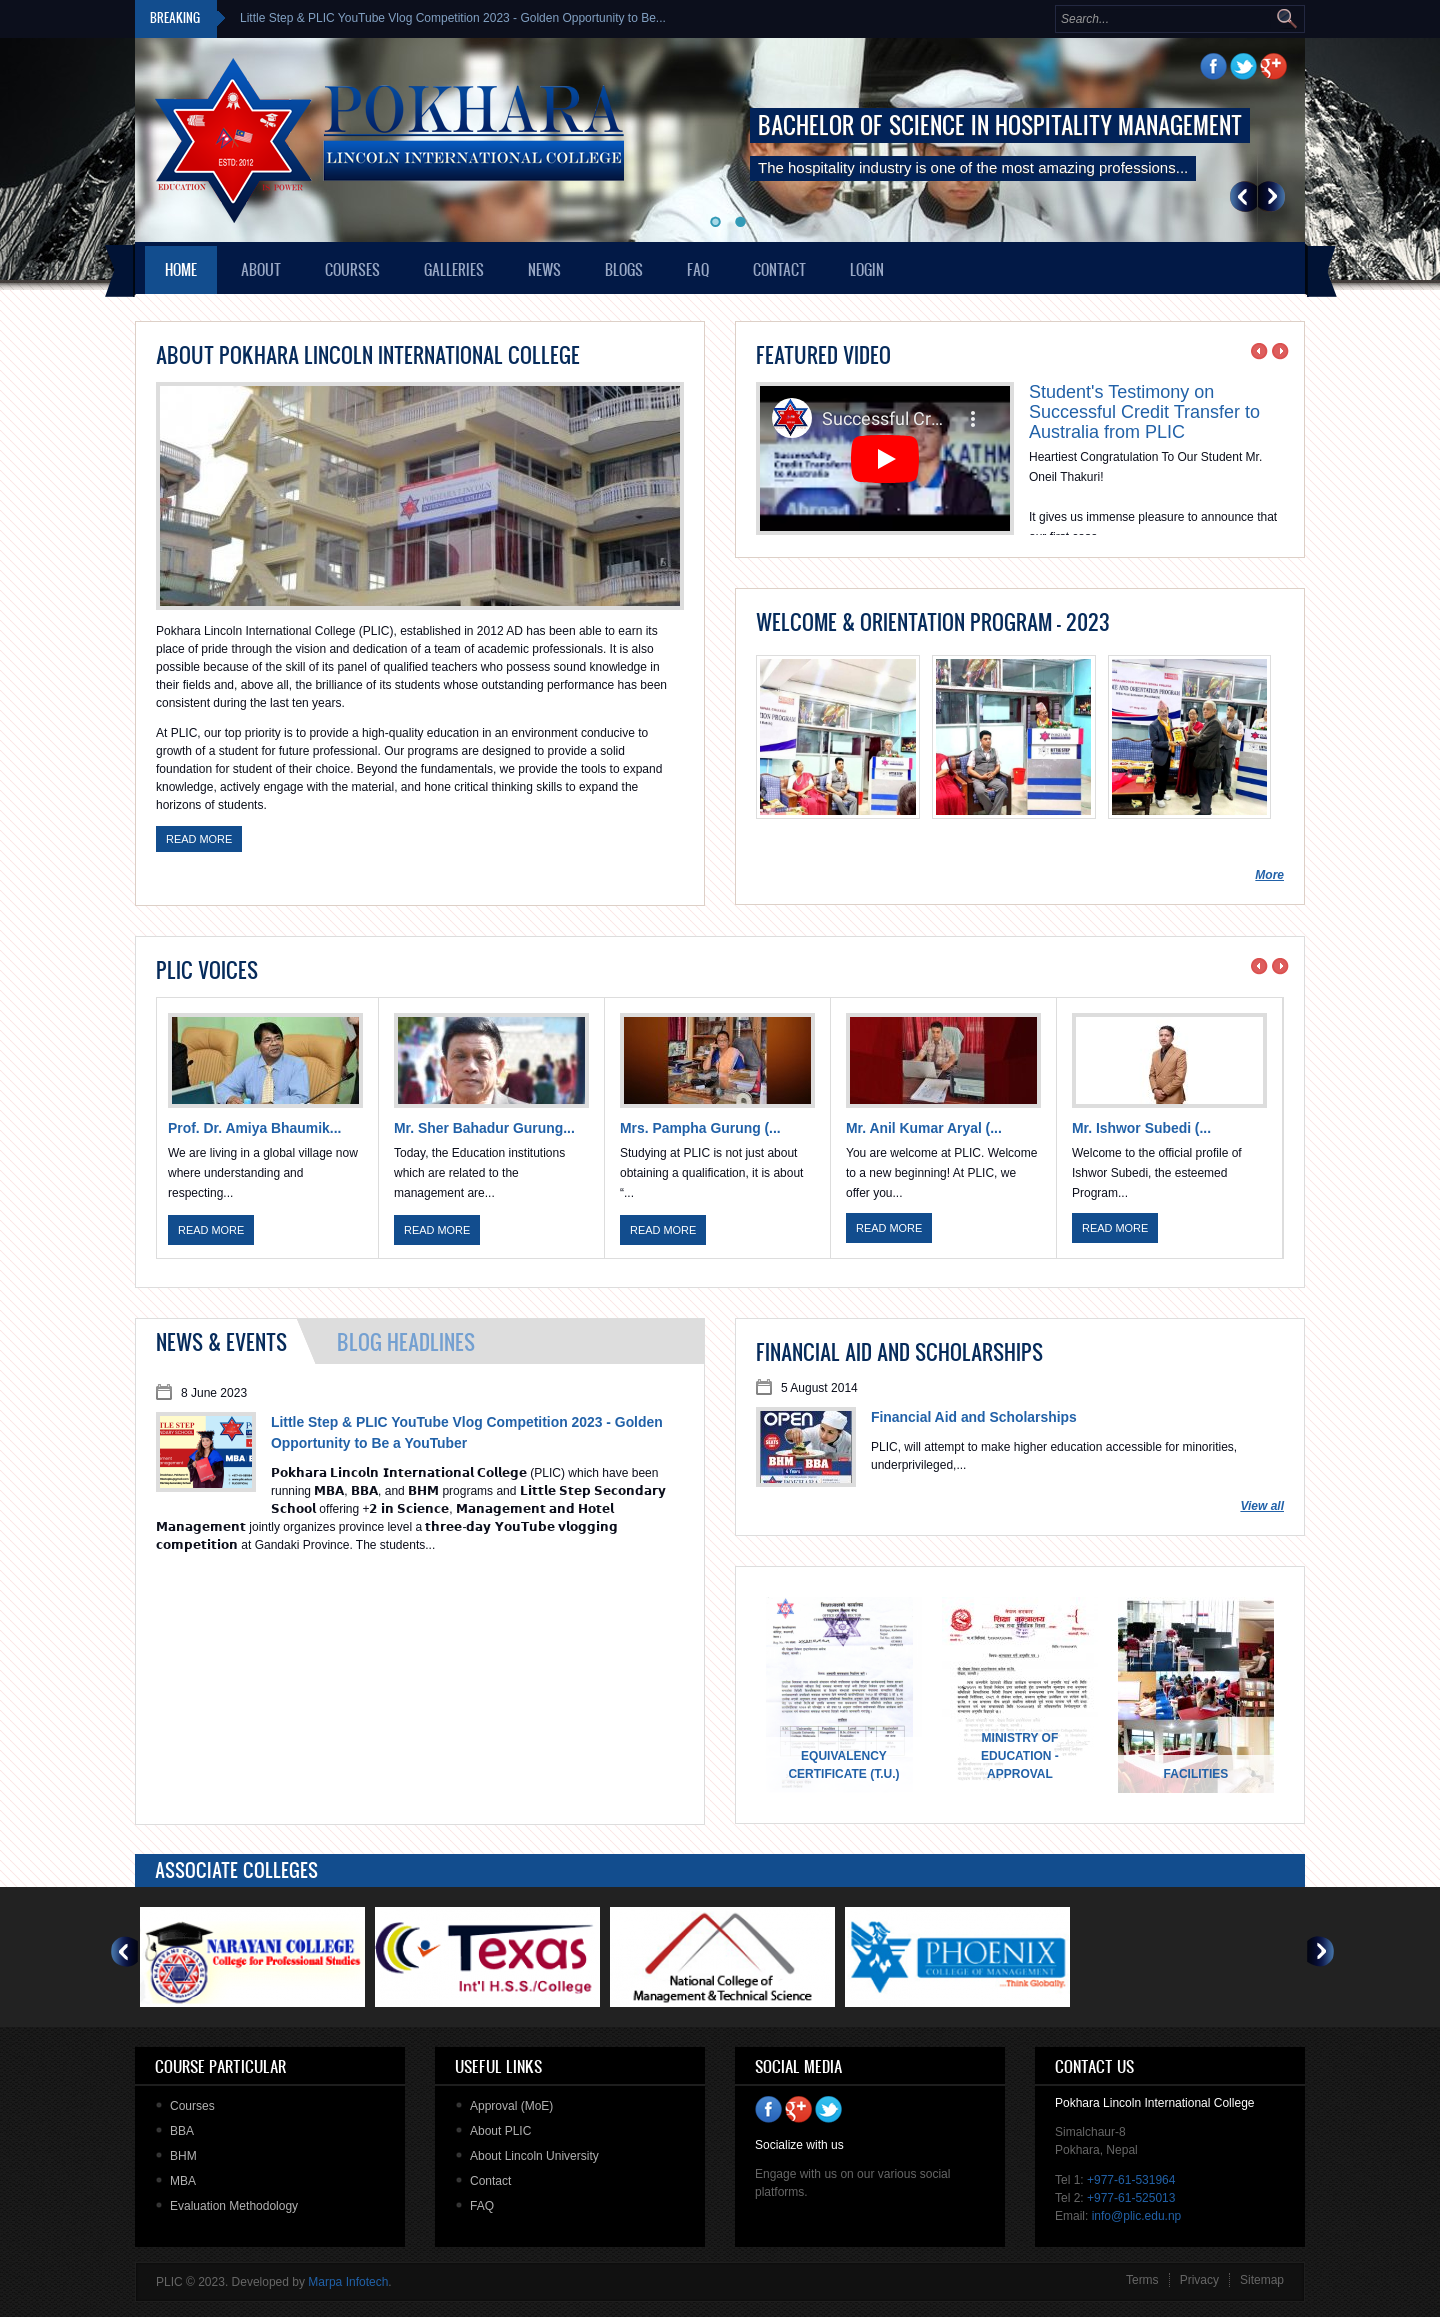 BREAKING
Little Step & PLIC YouTube Vlog Competition 2023 - Golden Opportunity to Be...
Search...
ESTD: 2012
EDUCATION
POWER
POKHARA
LINCOLN INTERNATIONAL COLLEGE
BACHELOR OF SCIENCE IN HOSPITALITY MANAGEMENT
The hospitality industry is one of the most amazing professions...
HOME
ABOUT
COURSES
GALLERIES
NEWS
BLOGS
FAQ
CONTACT
LOGIN
ABOUT POKHARA LINCOLN INTERNATIONAL COLLEGE
POKHARA LINCOLN
INTERNATIONAL COLLEGE
Pokhara Lincoln International College (PLIC), established in 2012 AD has been able to earn its
place of pride through the vision and dedication of a team of academic professionals. It is also
possible because of the skill of its panel of qualified teachers who possess sound knowledge in
their fields and, above all, the brilliance of its students whose outstanding performance has been
consistent during the last ten years.
At PLIC, our top priority is to provide a high-quality education in an environment conducive to
growth of a student for future professional. Our programs are designed to provide a solid
foundation for student of their choice. Beyond the fundamentals, we provide the tools to expand
knowledge, actively engage with the material, and hone critical thinking skills to expand the
horizons of students.
READ MORE
FEATURED VIDEO
Successful Cr...
Successfully
Credit Transfer
to Australia
Abroad
KATHM
SYS
Student's Testimony on
Successful Credit Transfer to
Australia from PLIC
Heartiest Congratulation To Our Student Mr.
Oneil Thakuri!
It gives us immense pleasure to announce that
our first case
WELCOME & ORIENTATION PROGRAM - 2023
More
PLIC VOICES
Prof. Dr. Amiya Bhaumik...
We are living in a global village now
where understanding and
respecting...
READ MORE
Mr. Sher Bahadur Gurung...
Today, the Education institutions
which are related to the
management are...
READ MORE
Mrs. Pampha Gurung (...
Studying at PLIC is not just about
obtaining a qualification, it is about
“...
READ MORE
Mr. Anil Kumar Aryal (...
You are welcome at PLIC. Welcome
to a new beginning! At PLIC, we
offer you...
READ MORE
Mr. Ishwor Subedi (...
Welcome to the official profile of
Ishwor Subedi, the esteemed
Program...
READ MORE
NEWS & EVENTS
BLOG HEADLINES
8 June 2023
TLE STEP
MBA
Little Step & PLIC YouTube Vlog Competition 2023 - Golden
Opportunity to Be a YouTuber
Pokhara Lincoln International College (PLIC) which have been
running MBA, BBA, and BHM programs and Little Step Secondary
School offering +2 in Science, Management and Hotel
Management jointly organizes province level a three-day YouTube vlogging
competition at Gandaki Province. The students...
FINANCIAL AID AND SCHOLARSHIPS
5 August 2014
OPEN
BHM
BBA
Financial Aid and Scholarships
PLIC, will attempt to make higher education accessible for minorities,
underprivileged,...
View all
EQUIVALENCY
CERTIFICATE (T.U.)
शिक्षा मन्त्रालय
MINISTRY OF
EDUCATION -
APPROVAL
FACILITIES
ASSOCIATE COLLEGES
NARAYANI COLLEGE
College for Professional Studies
Texas
Int'l H.S.S./College
National College of
Management & Technical Science
PHOENIX
COLLEGE OF MANAGEMENT
...Think Globally.
COURSE PARTICULAR
Courses
BBA
BHM
MBA
Evaluation Methodology
USEFUL LINKS
Approval (MoE)
About PLIC
About Lincoln University
Contact
FAQ
SOCIAL MEDIA
Socialize with us
Engage with us on our various social
platforms.
CONTACT US
Pokhara Lincoln International College
Simalchaur-8
Pokhara, Nepal
Tel 1: +977-61-531964
Tel 2: +977-61-525013
Email: info@plic.edu.np
PLIC © 2023. Developed by Marpa Infotech.
Terms
Privacy
Sitemap